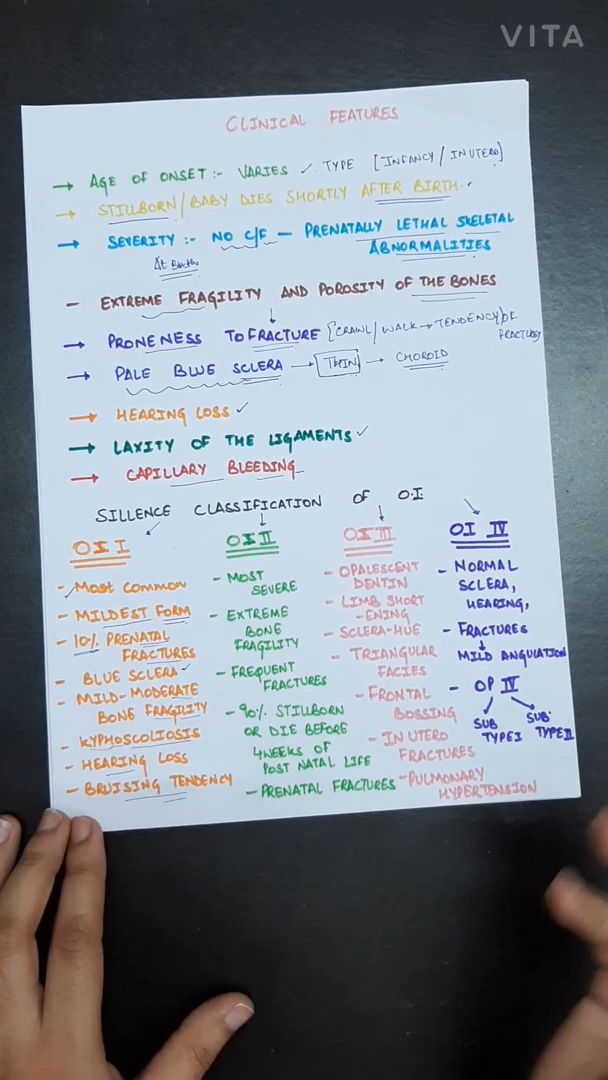 VITA
CLINICAL FEATURES
→ AGE OF ONSET :- VARIES ✓ TYPE [INFANCY / INUTERO]
→ STILLBORN / BABY DIES SHORTLY AFTER BIRTH.
→ SEVERITY :- NO C/F — PRENATALLY LETHAL SKELETAL
At Birth
ABNORMALITIES
- EXTREME FRAGILITY AND POROSITY OF THE BONES
↓
→ PRONENESS TO FRACTURE [CRAWL / WALK → TENDENCY) OF
FRACTURE
→ PALE BLUE SCLERA → THIN → CHOROID
→ HEARING LOSS ✓
→ LAXITY OF THE LIGAMENTS ✓
→ CAPILLARY BLEEDING
SILLENCE CLASSIFICATION OF O.I
OI I
- MOST COMMON
- MILDEST FORM
- 10% PRENATAL
FRACTURES
- BLUE SCLERA ✓
- MILD-MODERATE
BONE FRAGILITY
- KYPHOSCOLIOSIS
- HEARING LOSS
- BRUISING TENDENCY
OI II
- MOST
SEVERE
- EXTREME
BONE
FRAGILITY
- FREQUENT
FRACTURES
- 90% STILLBORN
OR DIE BEFORE
4 WEEKS OF
POST NATAL LIFE
- PRENATAL FRACTURES
OI III
- OPALESCENT
DENTIN
- LIMB SHORT
-ENING
- SCLERA-HUE
- TRIANGULAR
FACIES
- FRONTAL
BOSSING
- IN UTERO
FRACTURES
- PULMONARY
HYPERTENSION
OI IV
- NORMAL
SCLERA,
HEARING,
- FRACTURES
↓
MILD ANGULATION
- OP IV
SUB TYPE I
SUB TYPE II